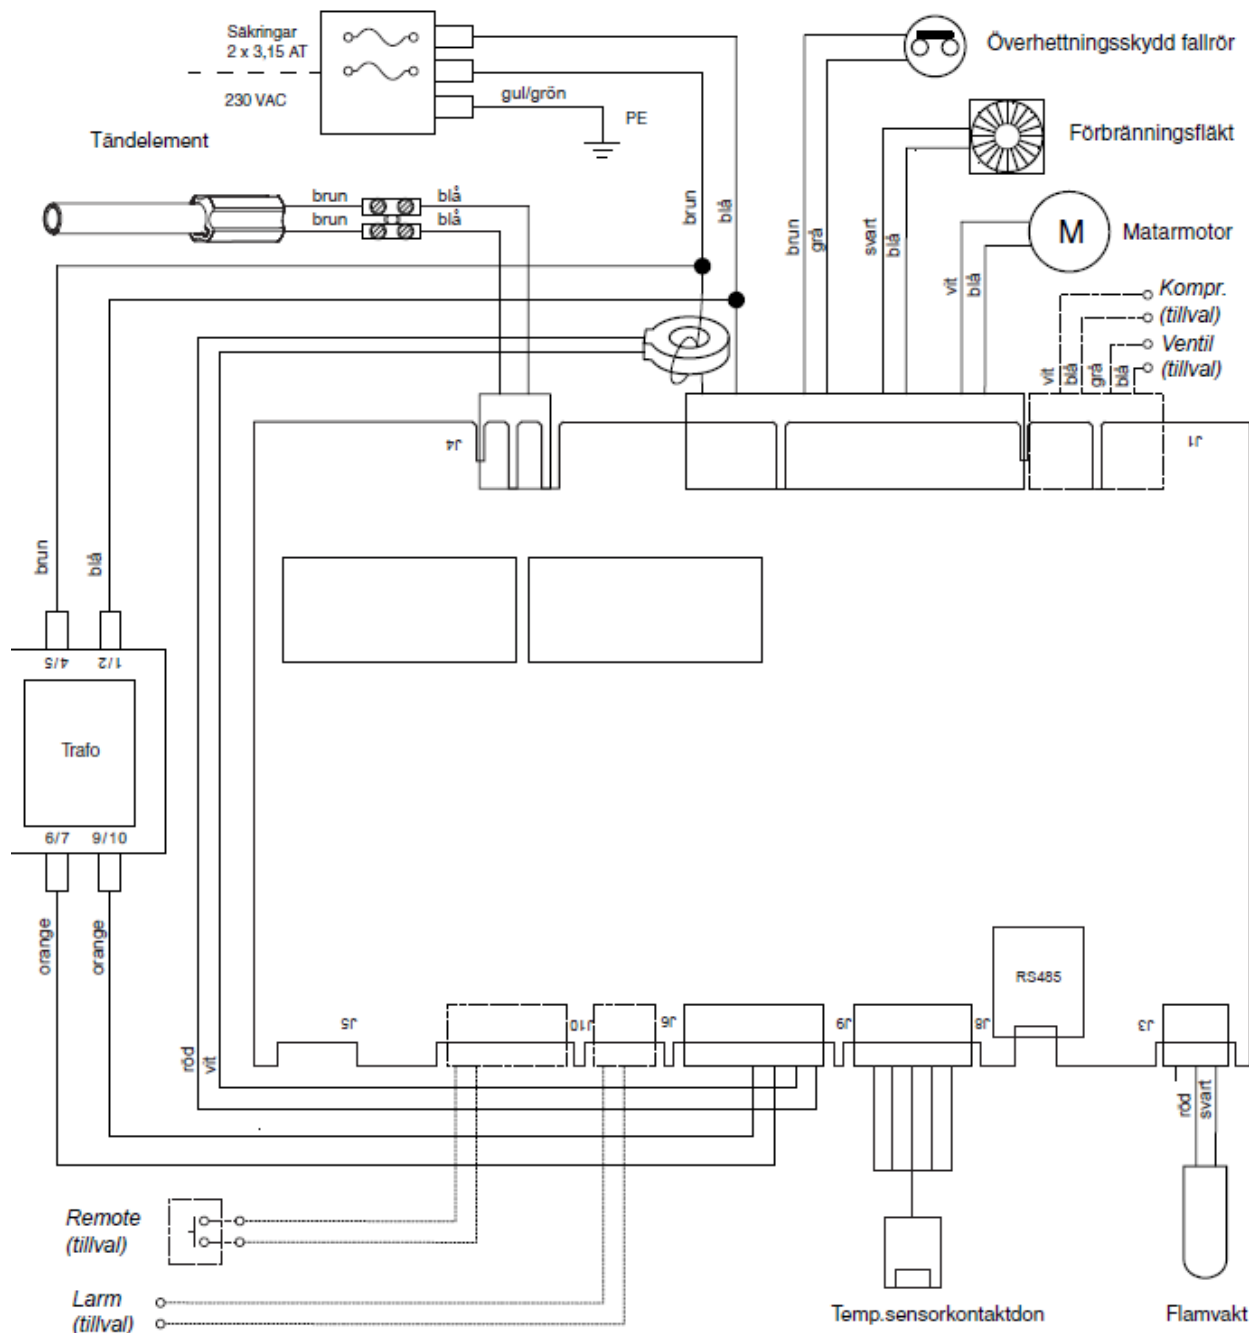 Säkringar
2 x 3,15 AT
230 VAC
gul/grön
PE
Överhettningsskydd fallrör
Förbränningsfläkt
Tändelement
brun
blå
brun
blå
brun
blå
brun
grå
svart
blå
vit
blå
M
Matarmotor
Kompr.
(tillval)
Ventil
(tillval)
vit
blå
grå
blå
J4
J1
brun
blå
4/5
1/2
Trafo
6/7
9/10
orange
orange
röd
vit
RS485
J5
J10
J6
J9
J8
J3
röd
svart
Remote
(tillval)
Larm
(tillval)
Temp.sensorkontaktdon
Flamvakt